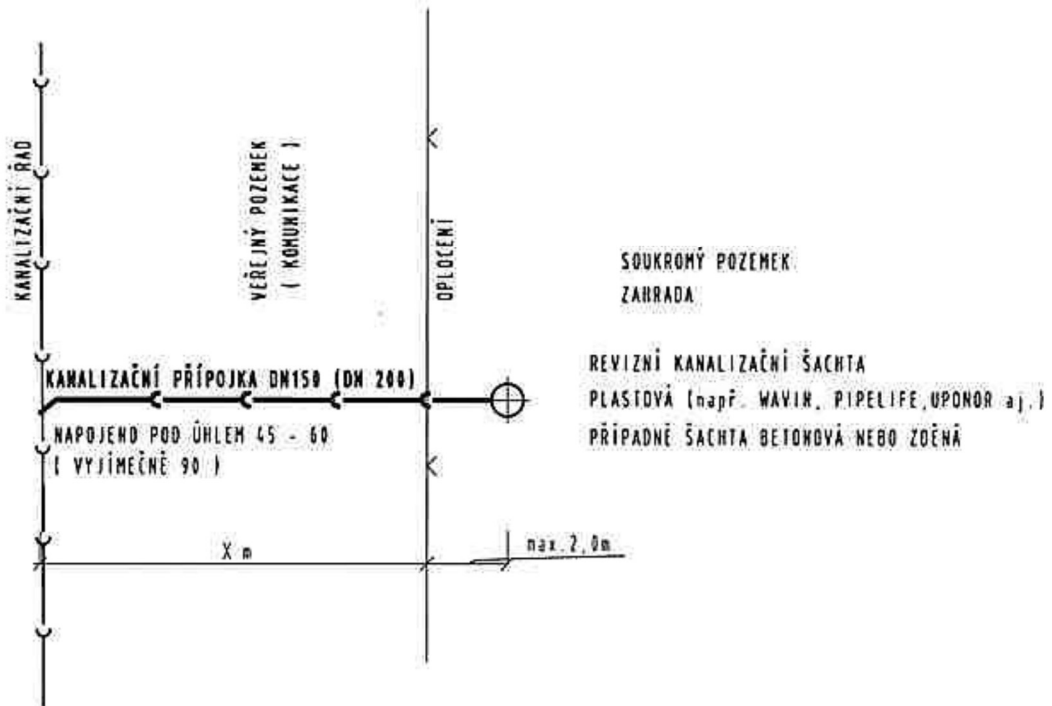 KANALIZAČNÍ ŘAD
VEŘEJNÝ POZEMEK
( KOMUNIKACE )
OPLOCENÍ
SOUKROMÝ POZEMEK
ZAHRADA
REVIZNÍ KANALIZAČNÍ ŠACHTA
PLASTOVÁ (např. WAVIN, PIPELIFE,UPONOR aj.)
PŘÍPADNĚ ŠACHTA BETONOVÁ NEBO ZDĚNÁ
KANALIZAČNÍ PŘÍPOJKA DN150 (DN 200)
NAPOJENO POD ÚHLEM 45 - 60
( VYJÍMEČNĚ 90 )
X m
max.2,0m